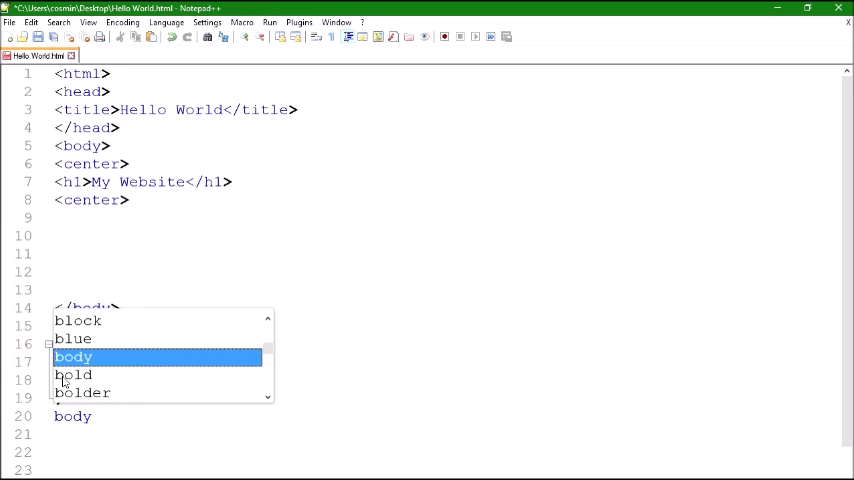 *C:\Users\cosmin\Desktop\Hello World.html - Notepad++
File Edit Search View Encoding Language Settings Macro Run Plugins Window ? X
Hello World.html
1 <html>
2 <head>
3 <title>Hello World</title>
4 </head>
5 <body>
6 <center>
7 <h1>My Website</h1>
8 <center>
9
10
11
12
13
14 </body>
15 block
16 blue
17 body
18 bold
19 bolder
20 body
21
22
23